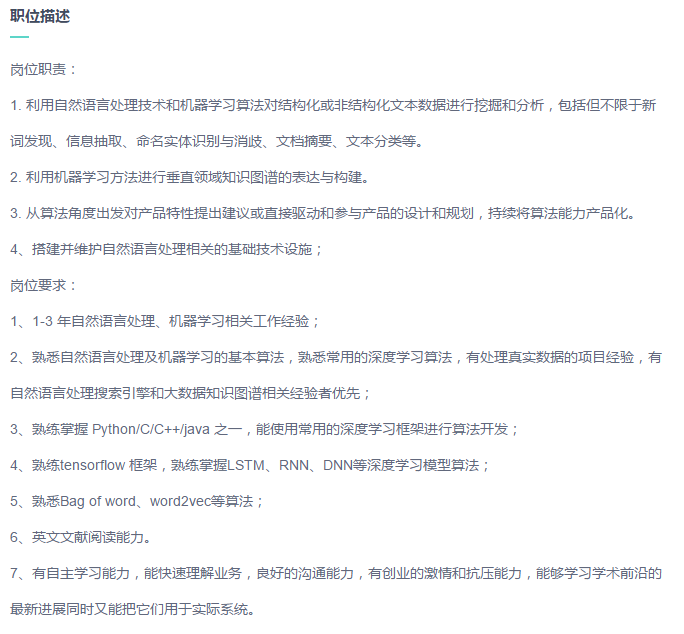 职位描述
岗位职责：
1. 利用自然语言处理技术和机器学习算法对结构化或非结构化文本数据进行挖掘和分析，包括但不限于新
词发现、信息抽取、命名实体识别与消歧、文档摘要、文本分类等。
2. 利用机器学习方法进行垂直领域知识图谱的表达与构建。
3. 从算法角度出发对产品特性提出建议或直接驱动和参与产品的设计和规划，持续将算法能力产品化。
4、搭建并维护自然语言处理相关的基础技术设施；
岗位要求：
1、1-3 年自然语言处理、机器学习相关工作经验；
2、熟悉自然语言处理及机器学习的基本算法，熟悉常用的深度学习算法，有处理真实数据的项目经验，有
自然语言处理搜索引擎和大数据知识图谱相关经验者优先；
3、熟练掌握 Python/C/C++/java 之一，能使用常用的深度学习框架进行算法开发；
4、熟练tensorflow 框架，熟练掌握LSTM、RNN、DNN等深度学习模型算法；
5、熟悉Bag of word、word2vec等算法；
6、英文文献阅读能力。
7、有自主学习能力，能快速理解业务，良好的沟通能力，有创业的激情和抗压能力，能够学习学术前沿的
最新进展同时又能把它们用于实际系统。